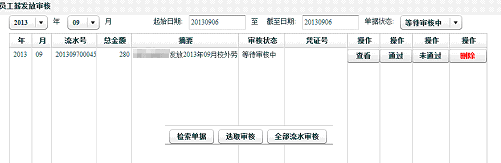 员工薪发放审核
2013 年 09 月 起始日期: 20130906 至 截至日期: 20130906 单据状态: 等待审核中
年 月 流水号 总金额 摘要 审核状态 凭证号 操作 操作 操作 操作
2013 09 201309700045 280 发放2013年09月校外劳 等待审核中 查看 通过 未通过 删除
检索单据 选取审核 全部流水审核